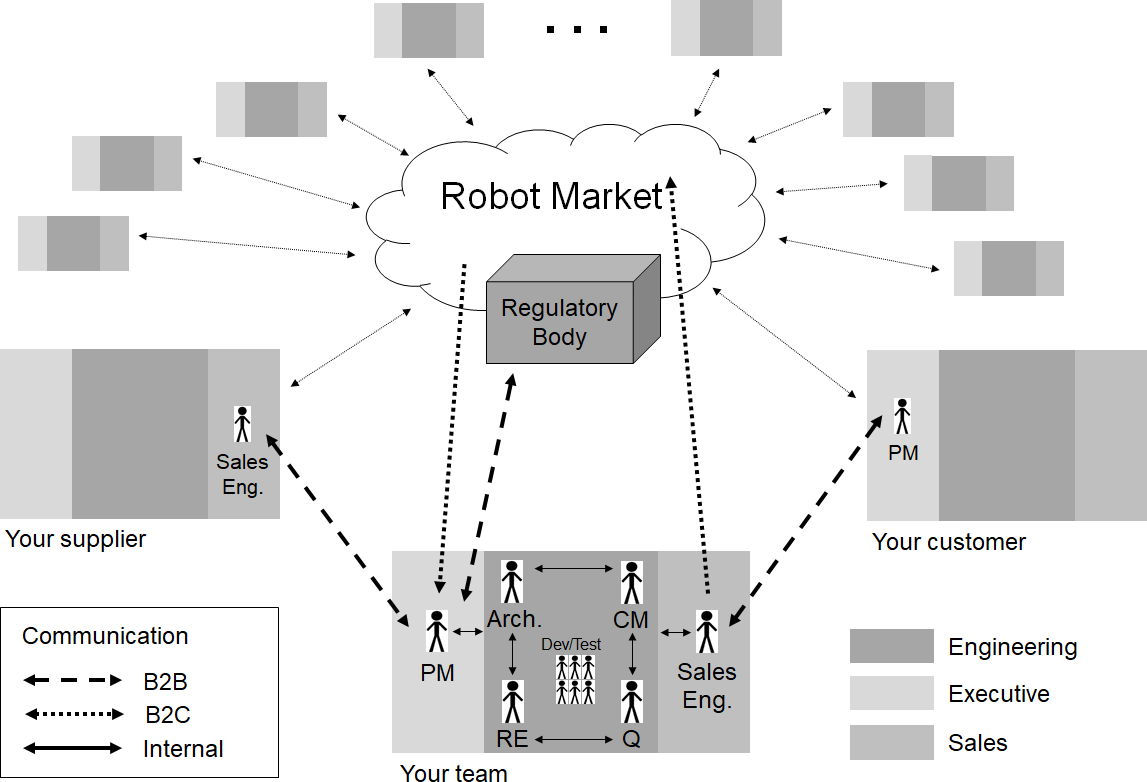 . . .
Robot Market
Regulatory
Body
Sales
Eng.
PM
Your supplier
Your customer
Arch.
CM
Dev/Test
PM
Sales
Eng.
RE
Q
Your team
Communication
B2B
B2C
Internal
Engineering
Executive
Sales